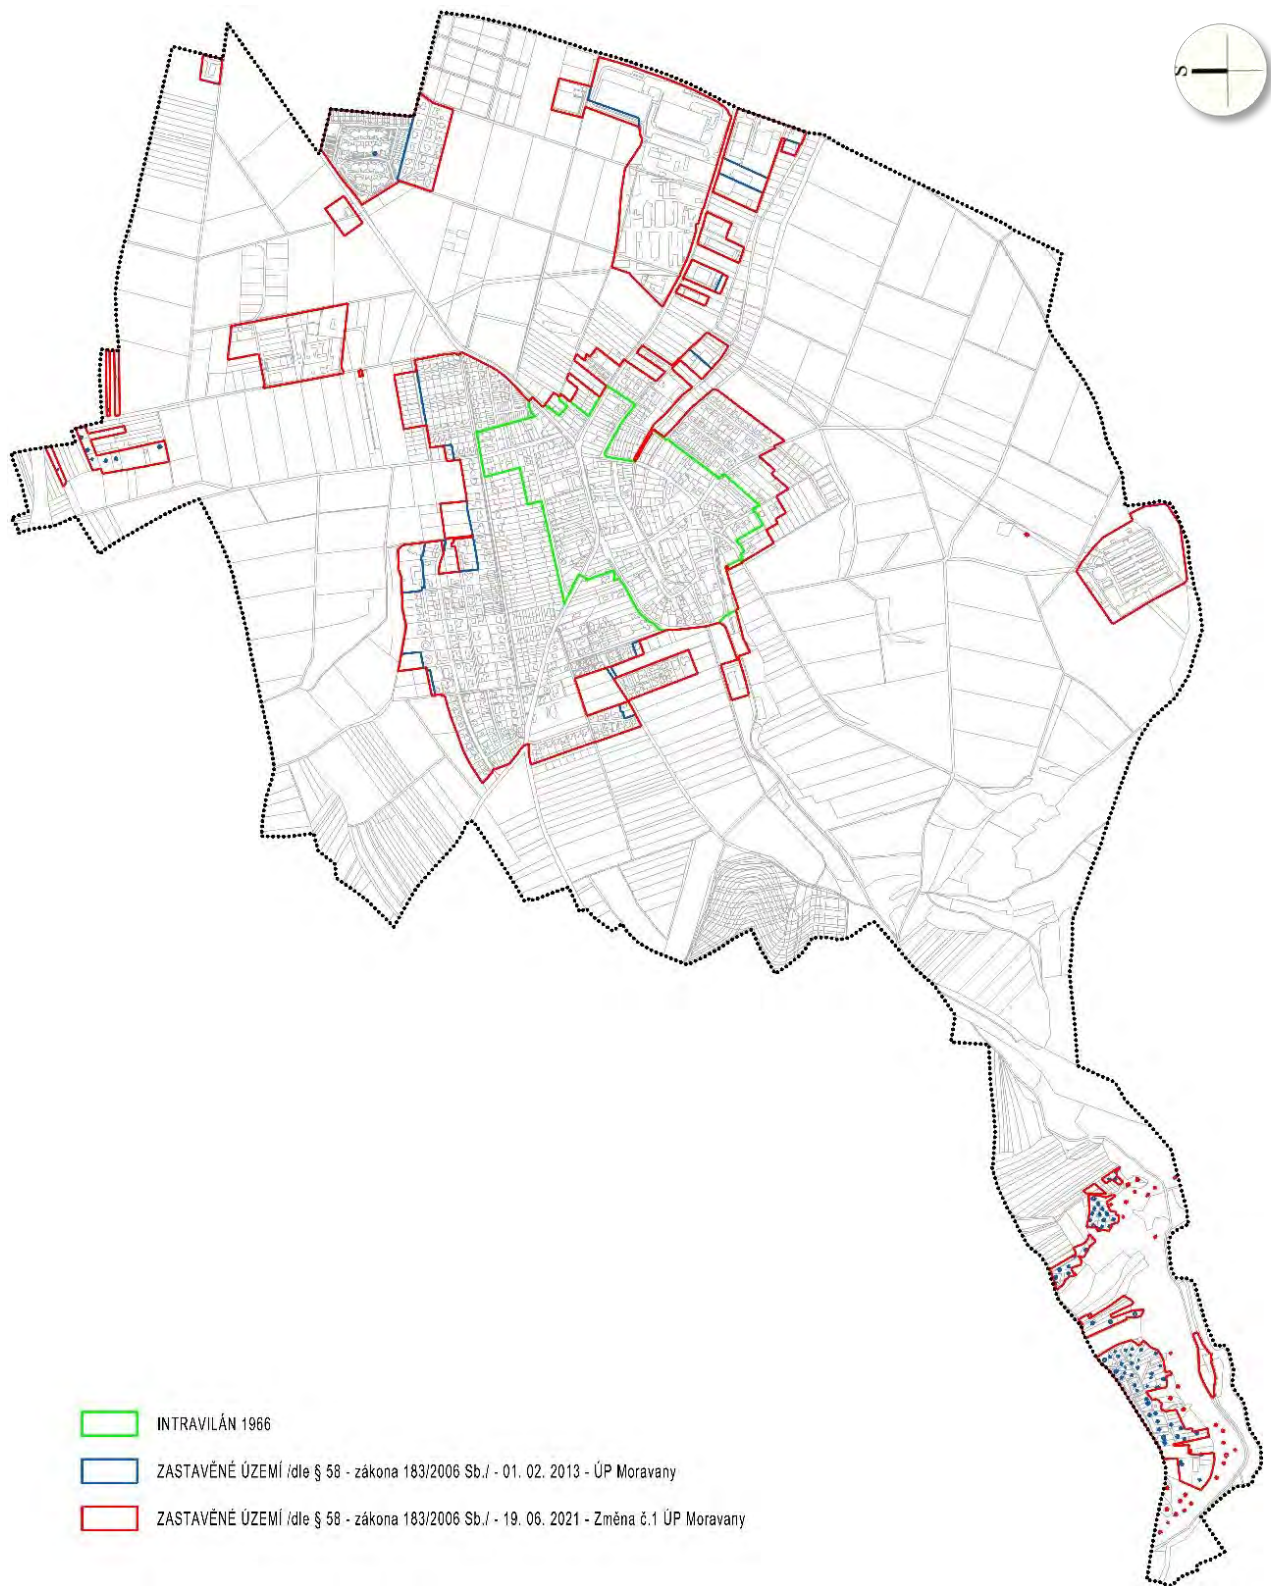 S
INTRAVILÁN 1966
ZASTAVĚNÉ ÚZEMÍ /dle § 58 - zákona 183/2006 Sb./ - 01. 02. 2013 - ÚP Moravany
ZASTAVĚNÉ ÚZEMÍ /dle § 58 - zákona 183/2006 Sb./ - 19. 06. 2021 - Změna č.1 ÚP Moravany